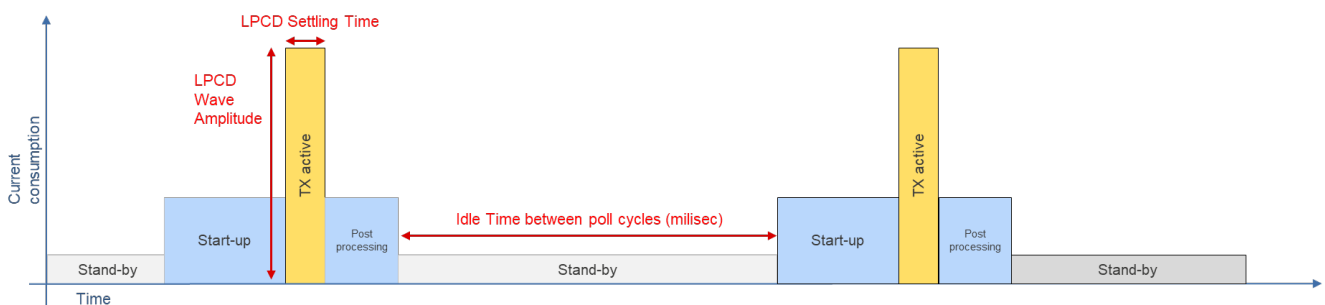 LPCD Settling Time
LPCD
Wave
Amplitude
Current
consumption
TX active
TX active
Idle Time between poll cycles (milisec)
Start-up
Post
processing
Start-up
Post
processing
Stand-by
Stand-by
Stand-by
Time